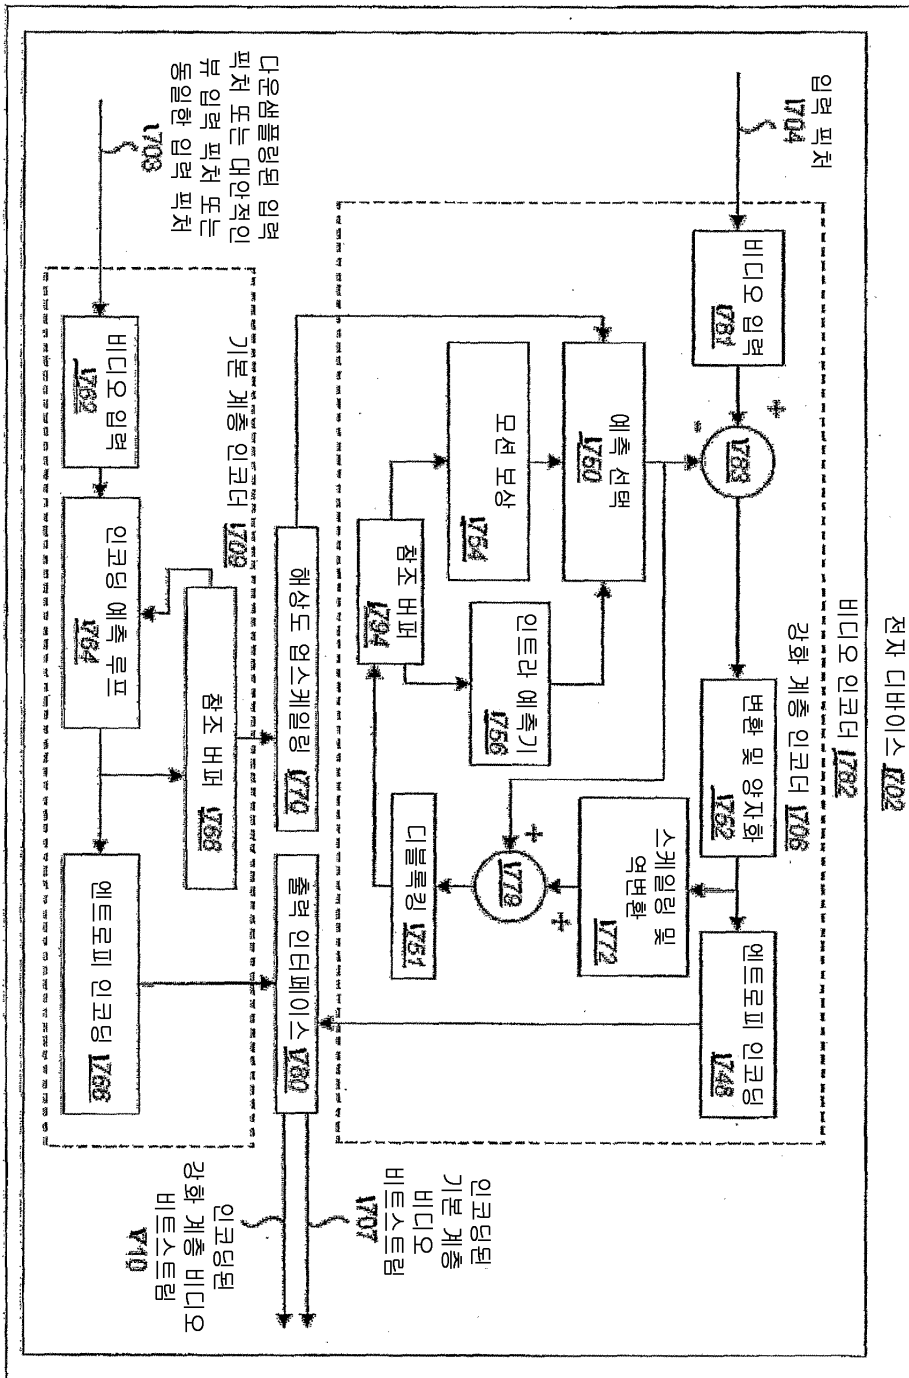 전자 디바이스 1702
비디오 인코더 1782
강화 계층 인코더 1706
입력 픽처
1704
비디오 입력
1781
+
-
1783
변환 및 양자화
1752
엔트로피 인코딩
1748
예측 선택
1750
모션 보상
1754
인트라 예측기
1756
참조 버퍼
1794
스케일링 및
역변환
1772
+
+
1779
디블록킹 1751
해상도 업스케일링 1770
출력 인터페이스 1780
인코딩된
기본 계층
비디오
비트스트림
1707
인코딩된
강화 계층 비디오
비트스트림
1710
다운샘플링된 입력
픽처 또는 대안적인
뷰 입력 픽처 또는
동일한 입력 픽처
1703
기본 계층 인코더 1709
비디오 입력
1762
인코딩 예측 루프
1764
참조 버퍼 1768
엔트로피 인코딩 1766